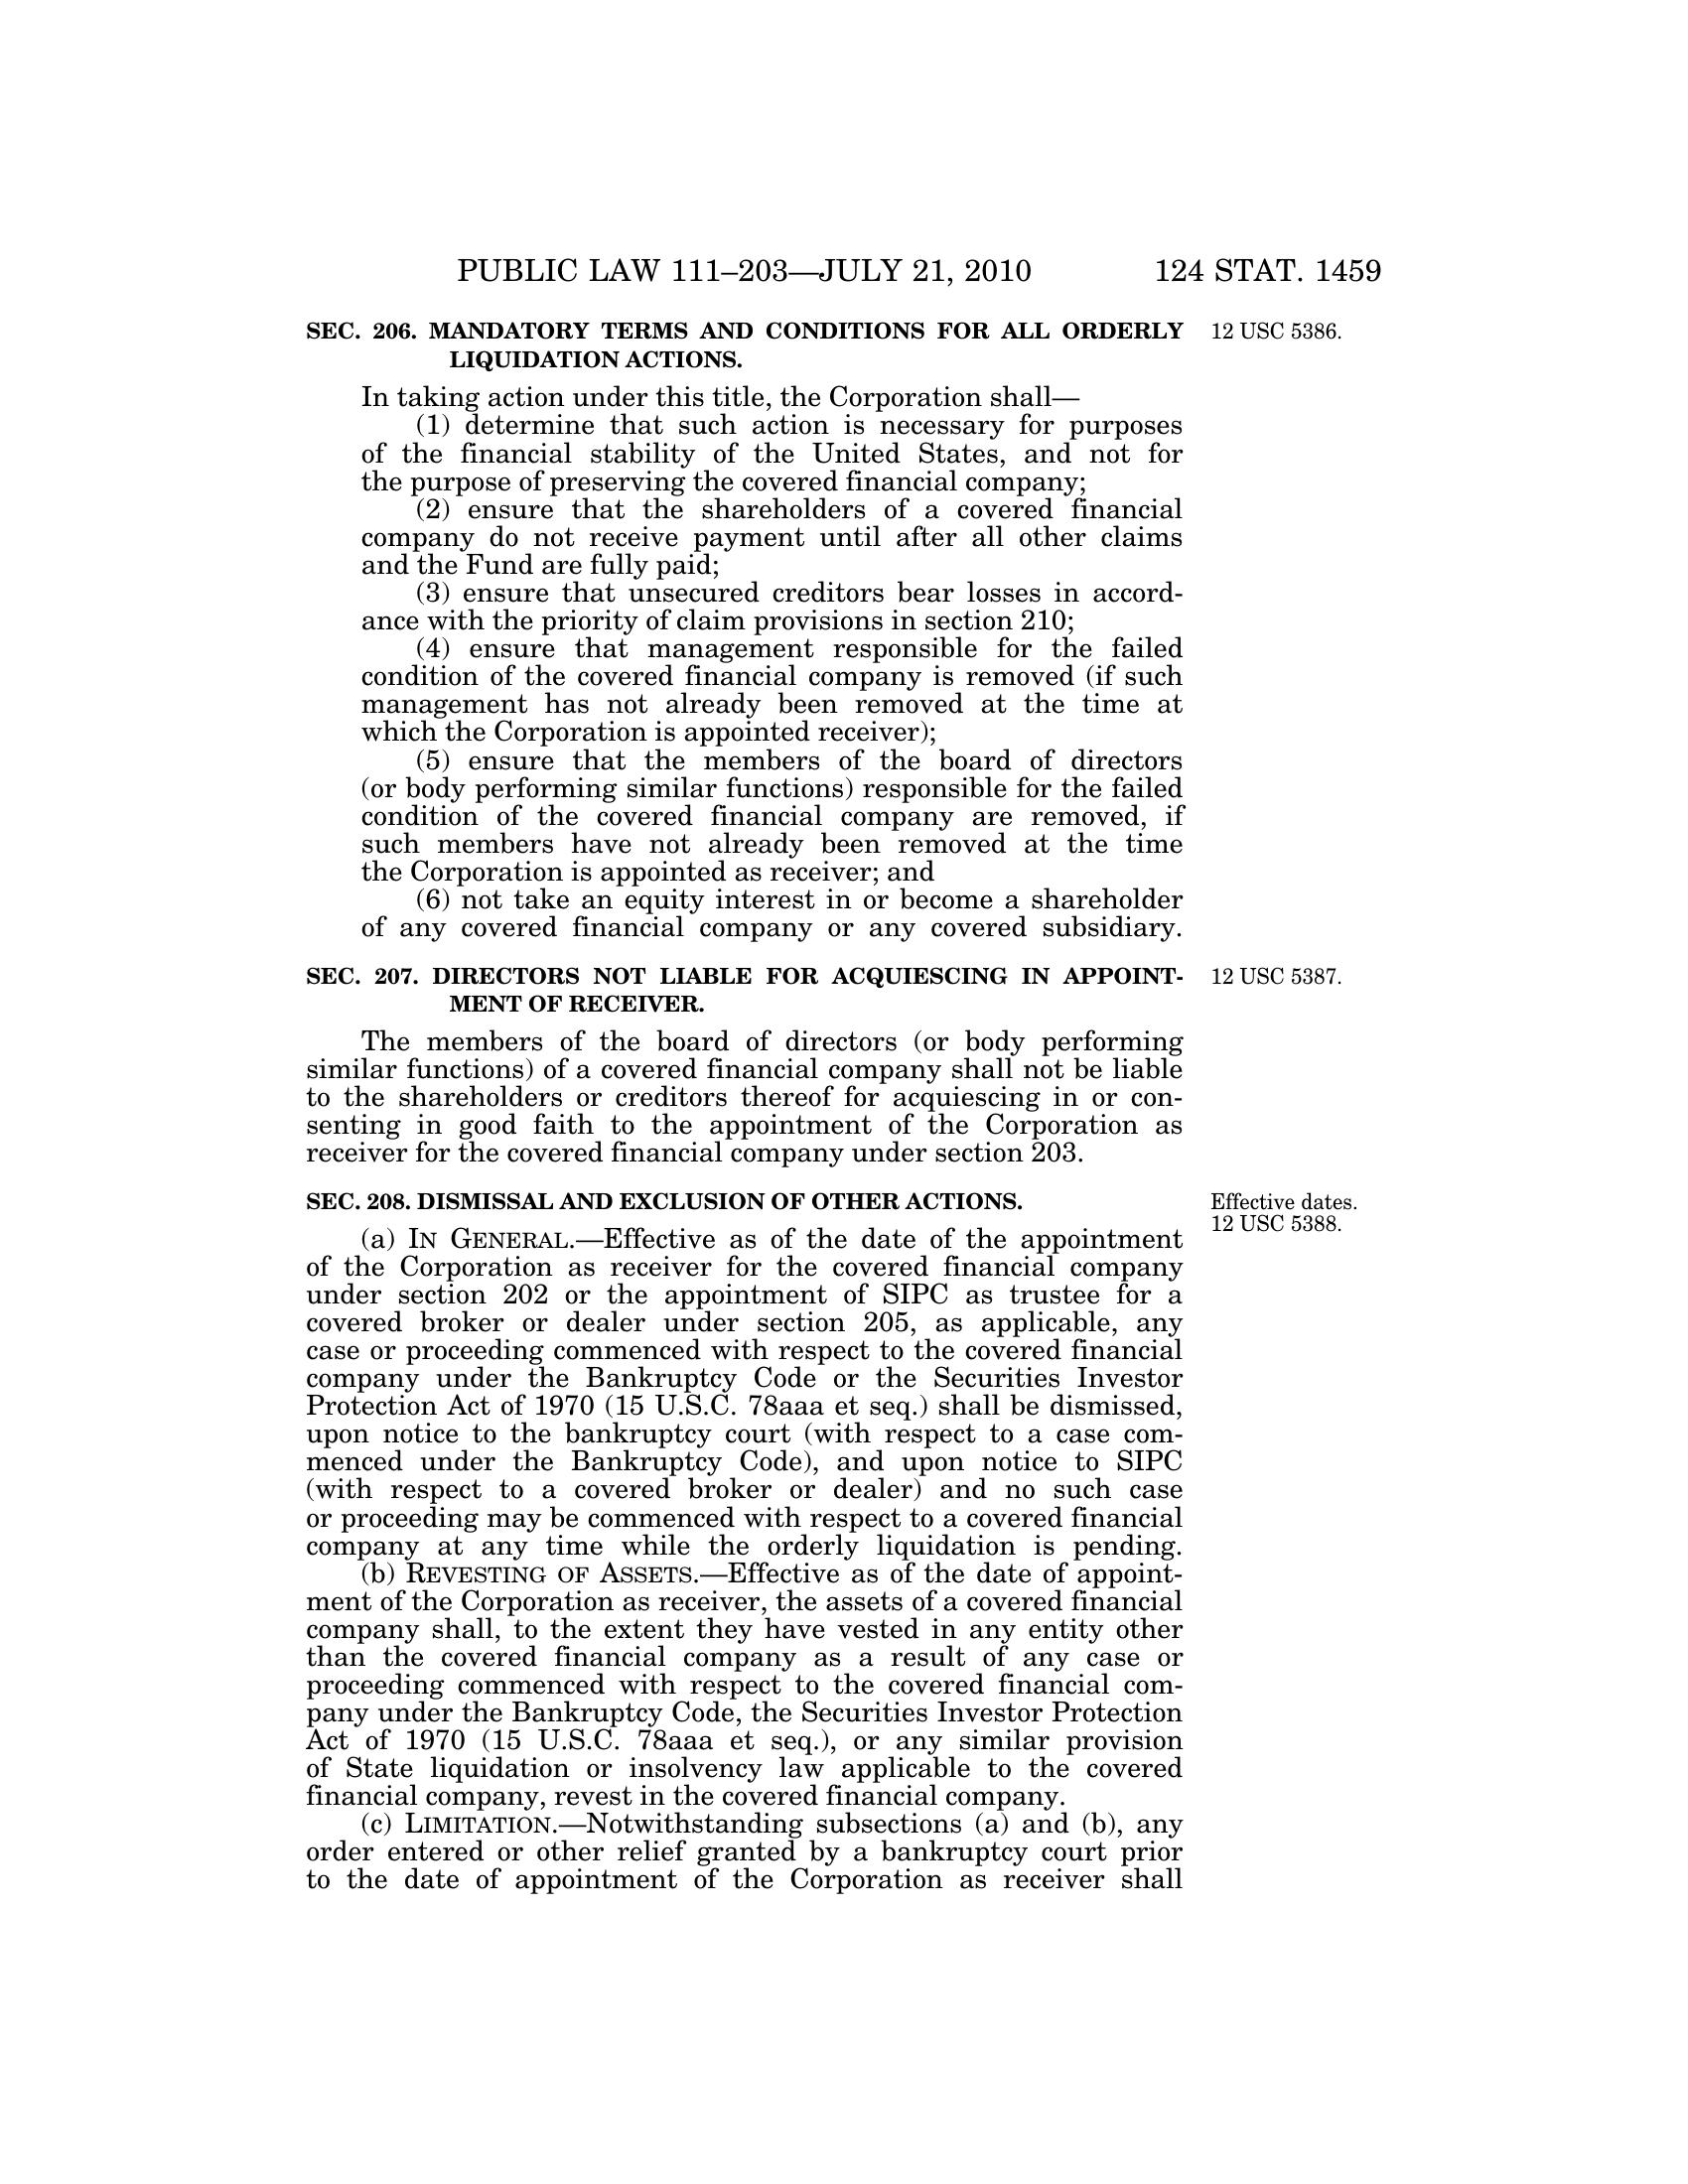 PUBLIC LAW 111–203—JULY 21, 2010 124 STAT. 1459
SEC. 206. MANDATORY TERMS AND CONDITIONS FOR ALL ORDERLY
LIQUIDATION ACTIONS.
12 USC 5386.
In taking action under this title, the Corporation shall—
(1) determine that such action is necessary for purposes
of the financial stability of the United States, and not for
the purpose of preserving the covered financial company;
(2) ensure that the shareholders of a covered financial
company do not receive payment until after all other claims
and the Fund are fully paid;
(3) ensure that unsecured creditors bear losses in accord-
ance with the priority of claim provisions in section 210;
(4) ensure that management responsible for the failed
condition of the covered financial company is removed (if such
management has not already been removed at the time at
which the Corporation is appointed receiver);
(5) ensure that the members of the board of directors
(or body performing similar functions) responsible for the failed
condition of the covered financial company are removed, if
such members have not already been removed at the time
the Corporation is appointed as receiver; and
(6) not take an equity interest in or become a shareholder
of any covered financial company or any covered subsidiary.
SEC. 207. DIRECTORS NOT LIABLE FOR ACQUIESCING IN APPOINT-
MENT OF RECEIVER.
12 USC 5387.
The members of the board of directors (or body performing
similar functions) of a covered financial company shall not be liable
to the shareholders or creditors thereof for acquiescing in or con-
senting in good faith to the appointment of the Corporation as
receiver for the covered financial company under section 203.
SEC. 208. DISMISSAL AND EXCLUSION OF OTHER ACTIONS.
Effective dates.
12 USC 5388.
(a) IN GENERAL.—Effective as of the date of the appointment
of the Corporation as receiver for the covered financial company
under section 202 or the appointment of SIPC as trustee for a
covered broker or dealer under section 205, as applicable, any
case or proceeding commenced with respect to the covered financial
company under the Bankruptcy Code or the Securities Investor
Protection Act of 1970 (15 U.S.C. 78aaa et seq.) shall be dismissed,
upon notice to the bankruptcy court (with respect to a case com-
menced under the Bankruptcy Code), and upon notice to SIPC
(with respect to a covered broker or dealer) and no such case
or proceeding may be commenced with respect to a covered financial
company at any time while the orderly liquidation is pending.
(b) REVESTING OF ASSETS.—Effective as of the date of appoint-
ment of the Corporation as receiver, the assets of a covered financial
company shall, to the extent they have vested in any entity other
than the covered financial company as a result of any case or
proceeding commenced with respect to the covered financial com-
pany under the Bankruptcy Code, the Securities Investor Protection
Act of 1970 (15 U.S.C. 78aaa et seq.), or any similar provision
of State liquidation or insolvency law applicable to the covered
financial company, revest in the covered financial company.
(c) LIMITATION.—Notwithstanding subsections (a) and (b), any
order entered or other relief granted by a bankruptcy court prior
to the date of appointment of the Corporation as receiver shall